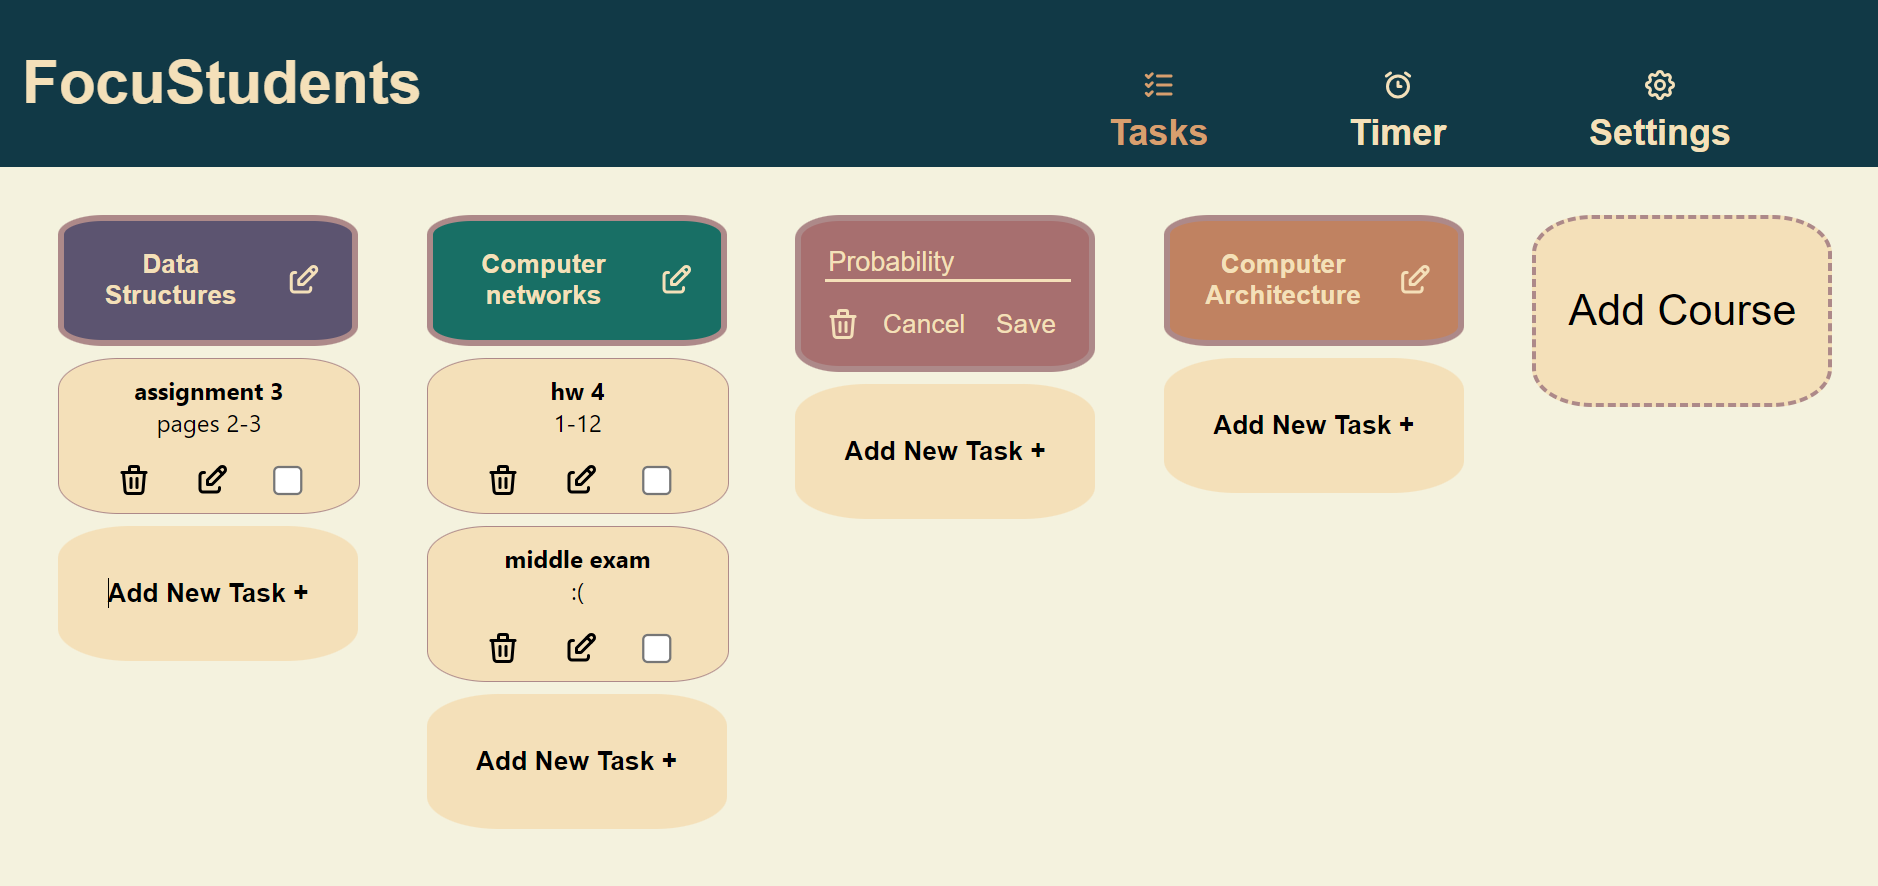 FocuStudents
Tasks
Timer
Settings
Data
Structures
assignment 3
pages 2-3
Add New Task +
Computer
networks
hw 4
1-12
middle exam
:(
Add New Task +
Probability
Cancel
Save
Add New Task +
Computer
Architecture
Add New Task +
Add Course